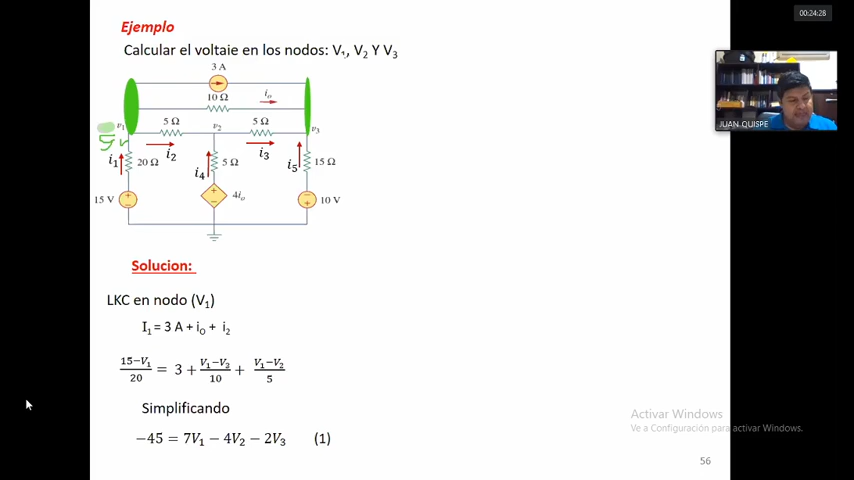 00:24:28
Ejemplo
Calcular el voltaie en los nodos: V₁, V₂ Y V₃
3 A
10 Ω
iₒ
5 Ω
5 Ω
v₁
v₂
v₃
i₂
i₃
i₁
20 Ω
i₄
5 Ω
i₅
15 Ω
15 V
4iₒ
10 V
JUAN QUISPE
Solucion:
LKC en nodo (V₁)
I₁ = 3 A + iₒ + i₂
(15−V₁)/20 = 3 + (V₁−V₃)/10 + (V₁−V₂)/5
Simplificando
−45 = 7V₁ − 4V₂ − 2V₃ (1)
Activar Windows
Ve a Configuración para activar Windows.
56